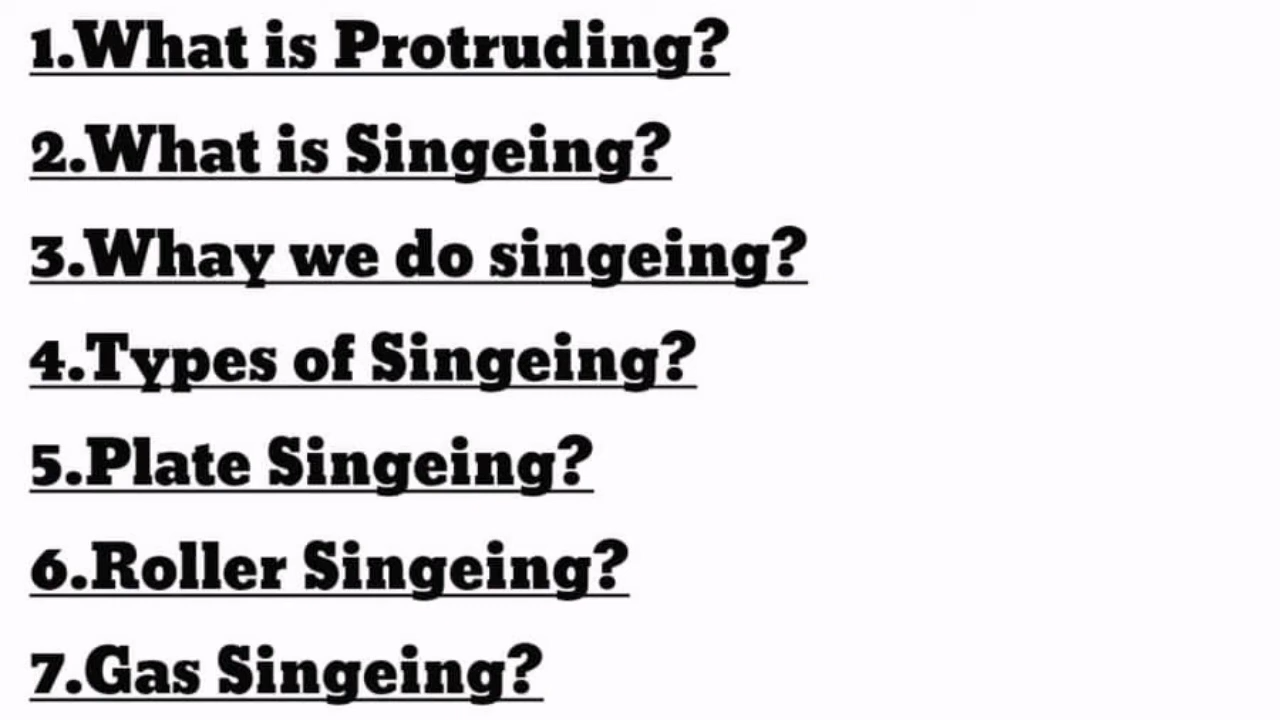 1.What is Protruding?
2.What is Singeing?
3.Whay we do singeing?
4.Types of Singeing?
5.Plate Singeing?
6.Roller Singeing?
7.Gas Singeing?